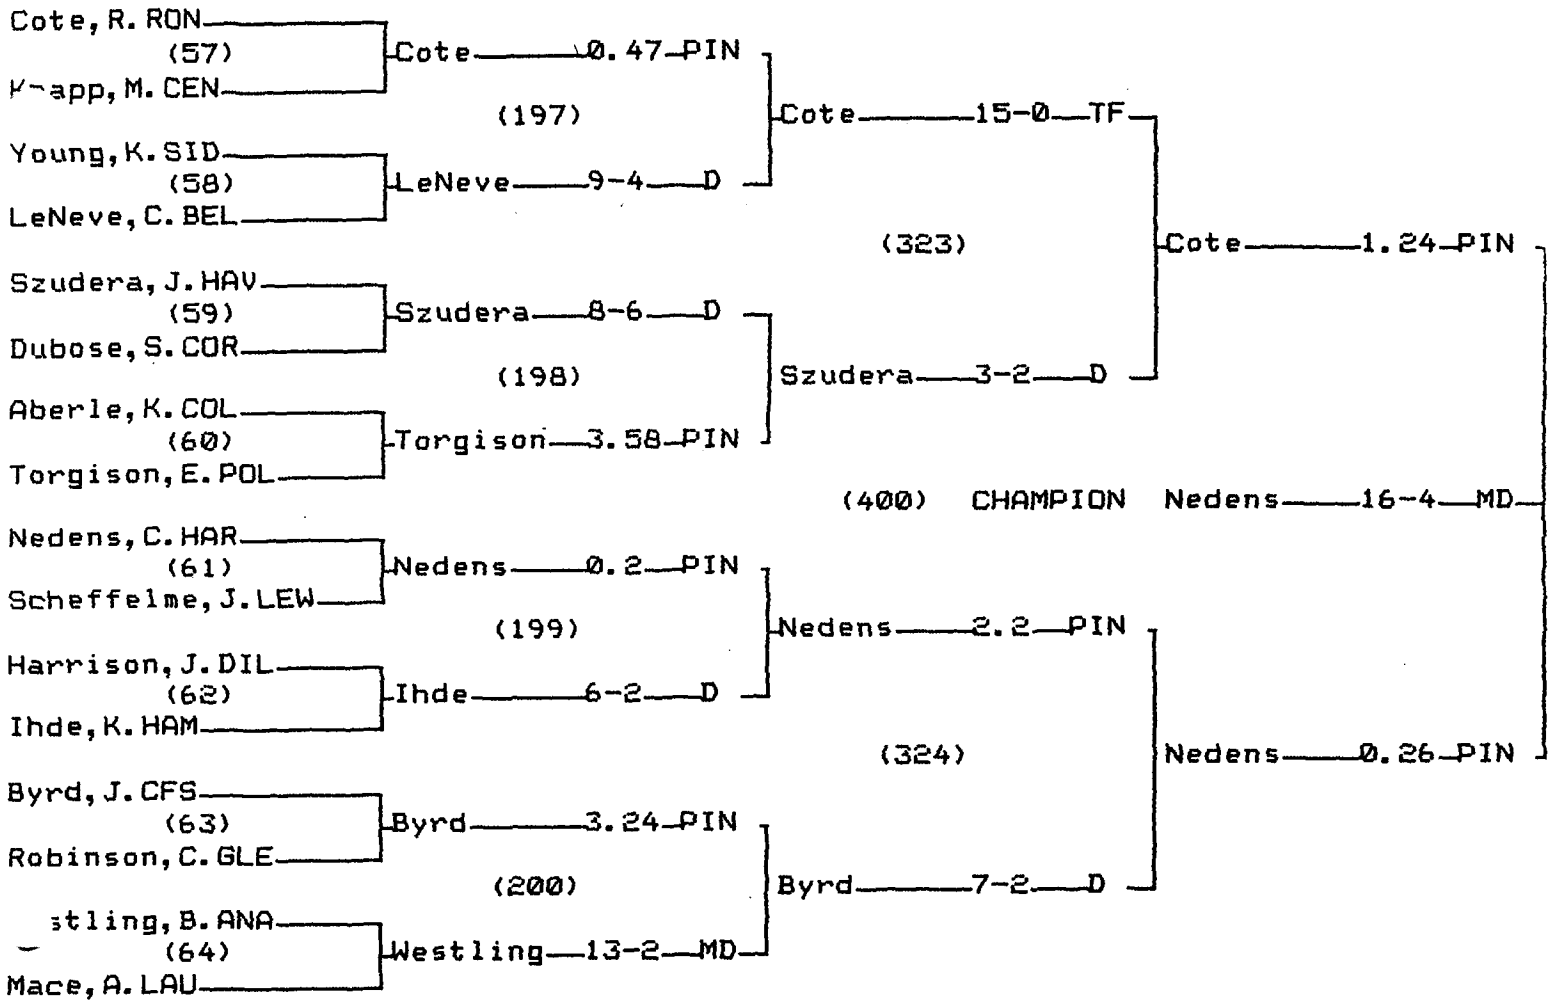 Cote, R. RON
(57)
Cote 0.47 PIN
M. CEN
(197)
Cote 15-0 TF
Young, K. SID
(58)
LeNeve 9-4 D
LeNeve, C. BEL
(323)
Cote 1.24 PIN
Szudera, J. HAV
(59)
Szudera 8-6 D
Dubose, S. COR
(198)
Szudera 3-2 D
Aberle, K. COL
(60)
Torgison 3.58 PIN
Torgison, E. POL
(400) CHAMPION Nedens 16-4 MD
Nedens, C. HAR
(61)
Nedens 0.2 PIN
Scheffelme, J. LEW
(199)
Nedens 2.2 PIN
Harrison, J. DIL
(62)
Ihde 6-2 D
Ihde, K. HAM
(324)
Nedens 0.26 PIN
Byrd, J. CFS
(63)
Byrd 3.24 PIN
Robinson, C. GLE
(200)
Byrd 7-2 D
stling, B. ANA
(64)
Westling 13-2 MD
Mace, A. LAU